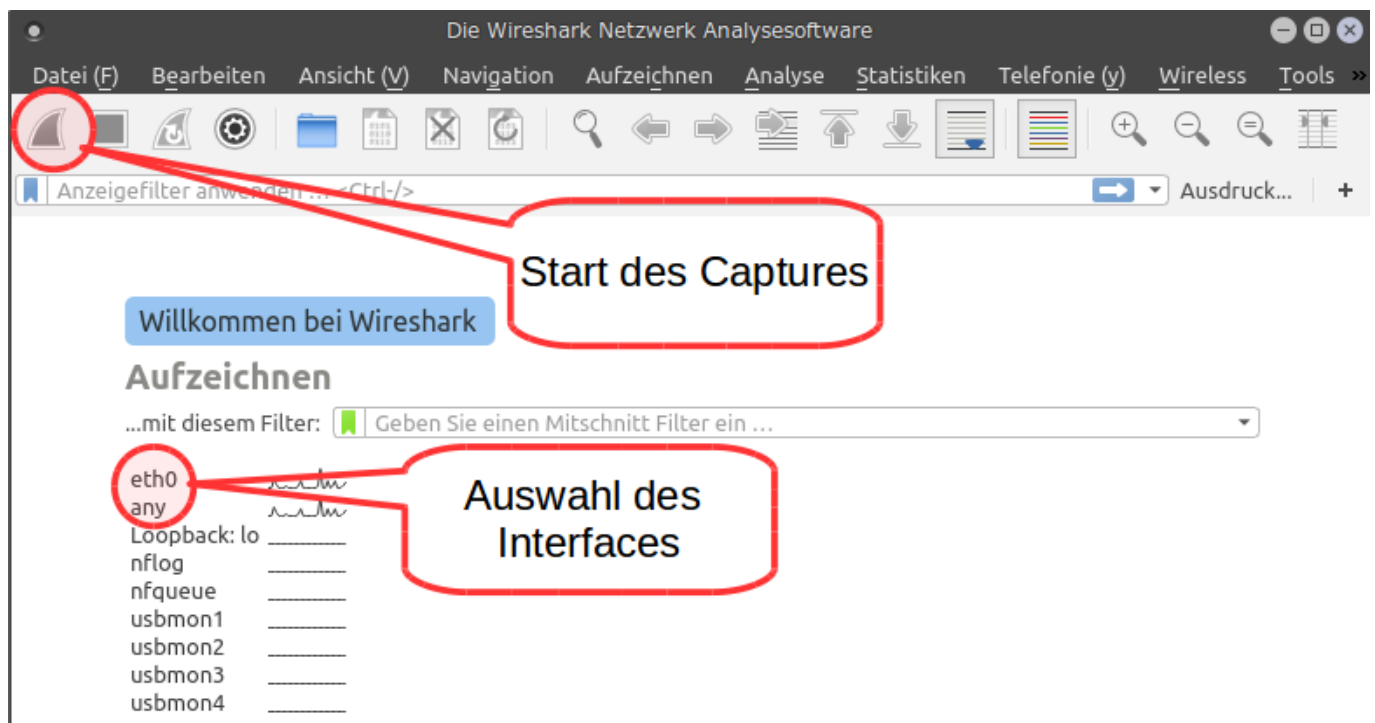 Die Wireshark Netzwerk Analysesoftware
Datei (F) Bearbeiten Ansicht (V) Navigation Aufzeichnen Analyse Statistiken Telefonie (y) Wireless Tools »
Anzeigefilter anwenden ... <Ctrl-/> Ausdruck... +
Start des Captures
Willkommen bei Wireshark
Aufzeichnen
...mit diesem Filter: Geben Sie einen Mitschnitt Filter ein ...
eth0
any
Auswahl des
Interfaces
Loopback: lo
nflog
nfqueue
usbmon1
usbmon2
usbmon3
usbmon4